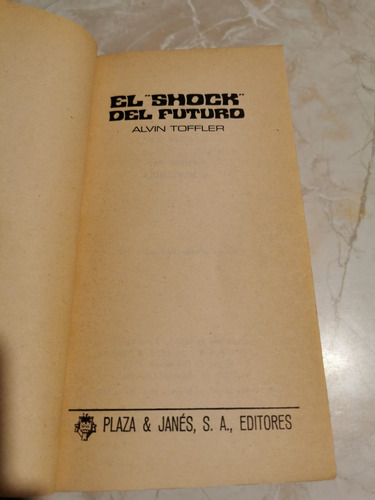 EL "SHOCK"
DEL FUTURO
ALVIN TOFFLER
PLAZA & JANÉS, S. A., EDITORES